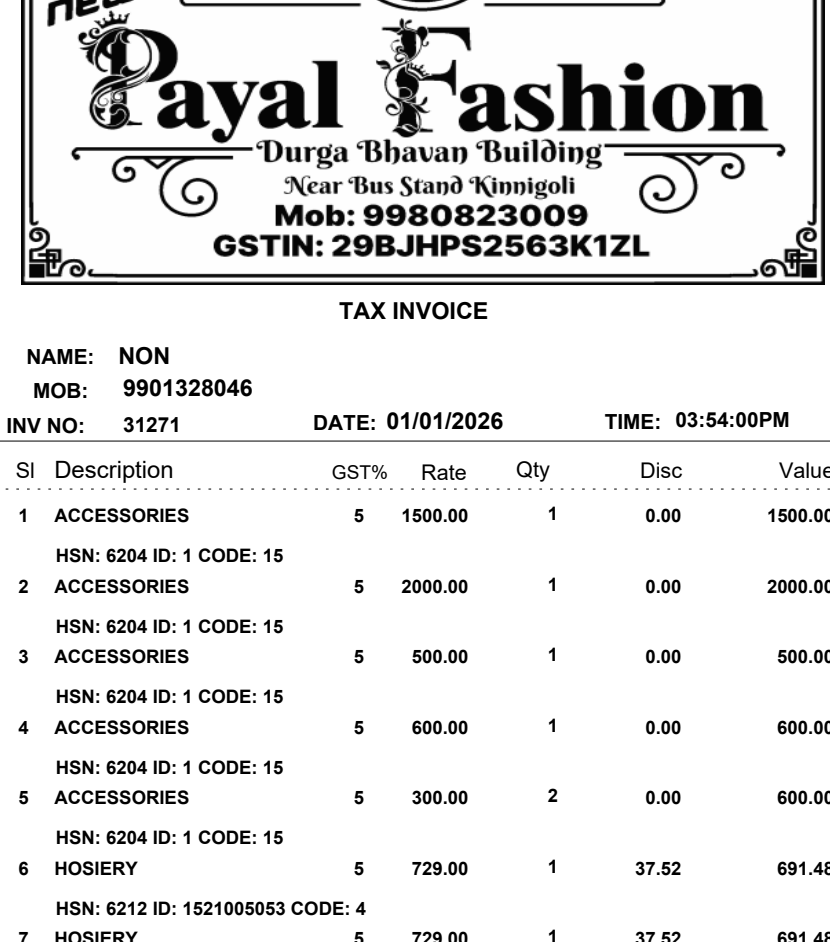 new
Payal Fashion
Durga Bhavan Building
Near Bus Stand Kinnigoli
Mob: 9980823009
GSTIN: 29BJHPS2563K1ZL
TAX INVOICE
NAME: NON
MOB: 9901328046
INV NO: 31271 DATE: 01/01/2026 TIME: 03:54:00PM
Sl Description GST% Rate Qty Disc Value
1 ACCESSORIES 5 1500.00 1 0.00 1500.00
HSN: 6204 ID: 1 CODE: 15
2 ACCESSORIES 5 2000.00 1 0.00 2000.00
HSN: 6204 ID: 1 CODE: 15
3 ACCESSORIES 5 500.00 1 0.00 500.00
HSN: 6204 ID: 1 CODE: 15
4 ACCESSORIES 5 600.00 1 0.00 600.00
HSN: 6204 ID: 1 CODE: 15
5 ACCESSORIES 5 300.00 2 0.00 600.00
HSN: 6204 ID: 1 CODE: 15
6 HOSIERY 5 729.00 1 37.52 691.48
HSN: 6212 ID: 1521005053 CODE: 4
7 HOSIERY 5 729.00 1 37.52 691.48